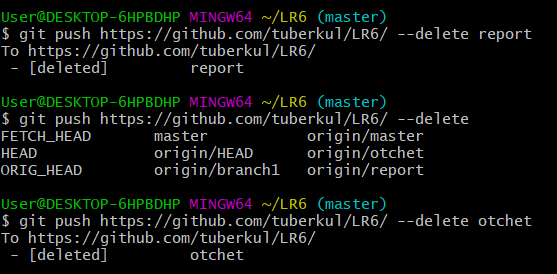 User@DESKTOP-6HPBDHP MINGW64 ~/LR6 (master)
$ git push https://github.com/tuberkul/LR6/ --delete report
To https://github.com/tuberkul/LR6/
 - [deleted]         report

User@DESKTOP-6HPBDHP MINGW64 ~/LR6 (master)
$ git push https://github.com/tuberkul/LR6/ --delete
FETCH_HEAD       master           origin/master
HEAD             origin/HEAD      origin/otchet
ORIG_HEAD        origin/branch1   origin/report

User@DESKTOP-6HPBDHP MINGW64 ~/LR6 (master)
$ git push https://github.com/tuberkul/LR6/ --delete otchet
To https://github.com/tuberkul/LR6/
 - [deleted]         otchet